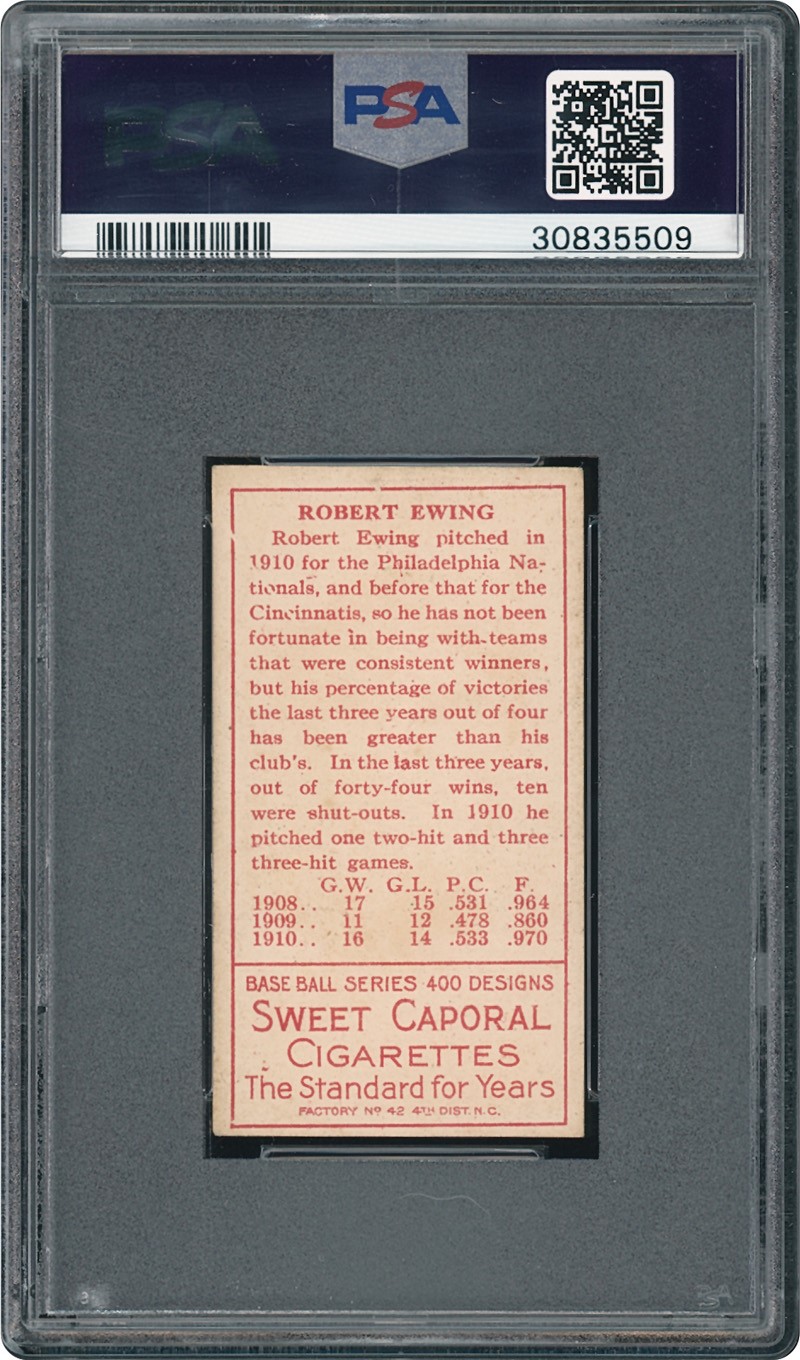 PSA
30835509
ROBERT EWING
Robert Ewing pitched in
1910 for the Philadelphia Na-
tionals, and before that for the
Cincinnatis, so he has not been
fortunate in being with teams
that were consistent winners,
but his percentage of victories
the last three years out of four
has been greater than his
club's. In the last three years,
out of forty-four wins, ten
were shut-outs. In 1910 he
pitched one two-hit and three
three-hit games.
G.W. G.L. P.C. F.
1908.. 17 15 .531 .964
1909.. 11 12 .478 .860
1910.. 16 14 .533 .970
BASE BALL SERIES 400 DESIGNS
SWEET CAPORAL
CIGARETTES
The Standard for Years
FACTORY Nº 42 4TH DIST. N.C.